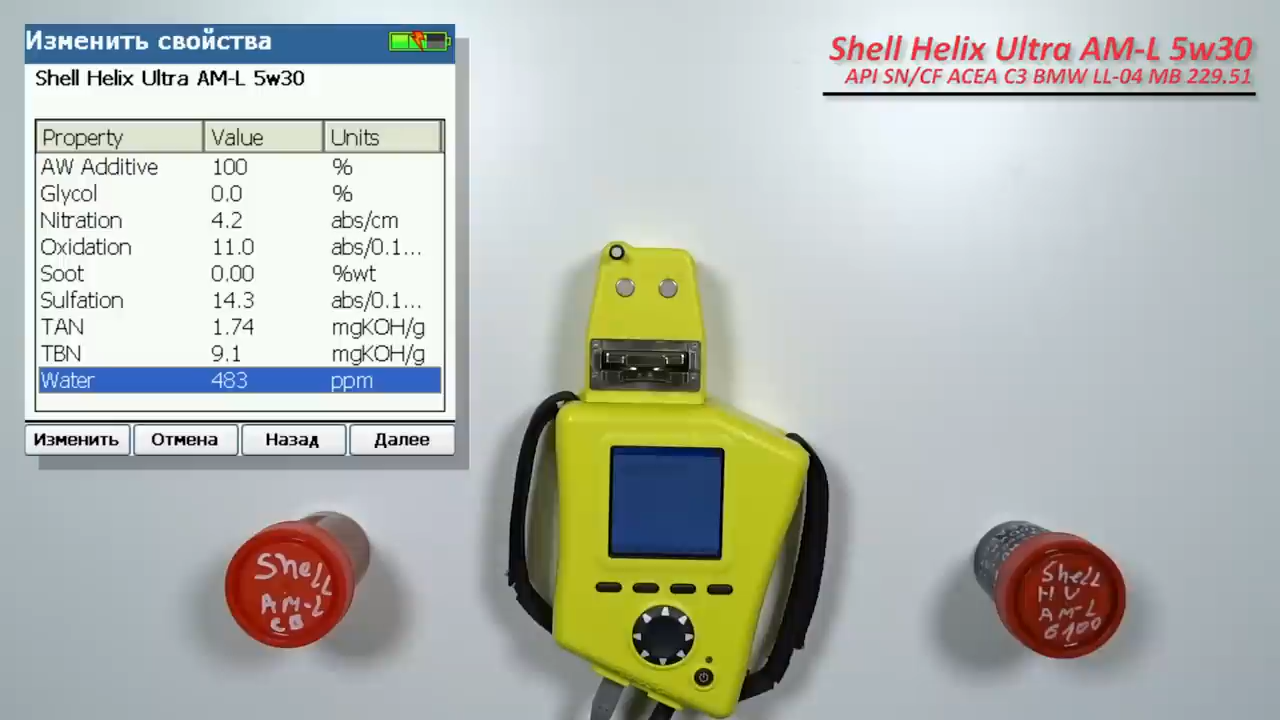 Изменить свойства
Shell Helix Ultra AM-L 5w30
Property Value Units
AW Additive 100 %
Glycol 0.0 %
Nitration 4.2 abs/cm
Oxidation 11.0 abs/0.1...
Soot 0.00 %wt
Sulfation 14.3 abs/0.1...
TAN 1.74 mgKOH/g
TBN 9.1 mgKOH/g
Water 483 ppm
Изменить Отмена Назад Далее
Shell Helix Ultra AM-L 5w30
API SN/CF ACEA C3 BMW LL-04 MB 229.51
Shell
AM-L
CB
Shell
HU
AM-L
6100